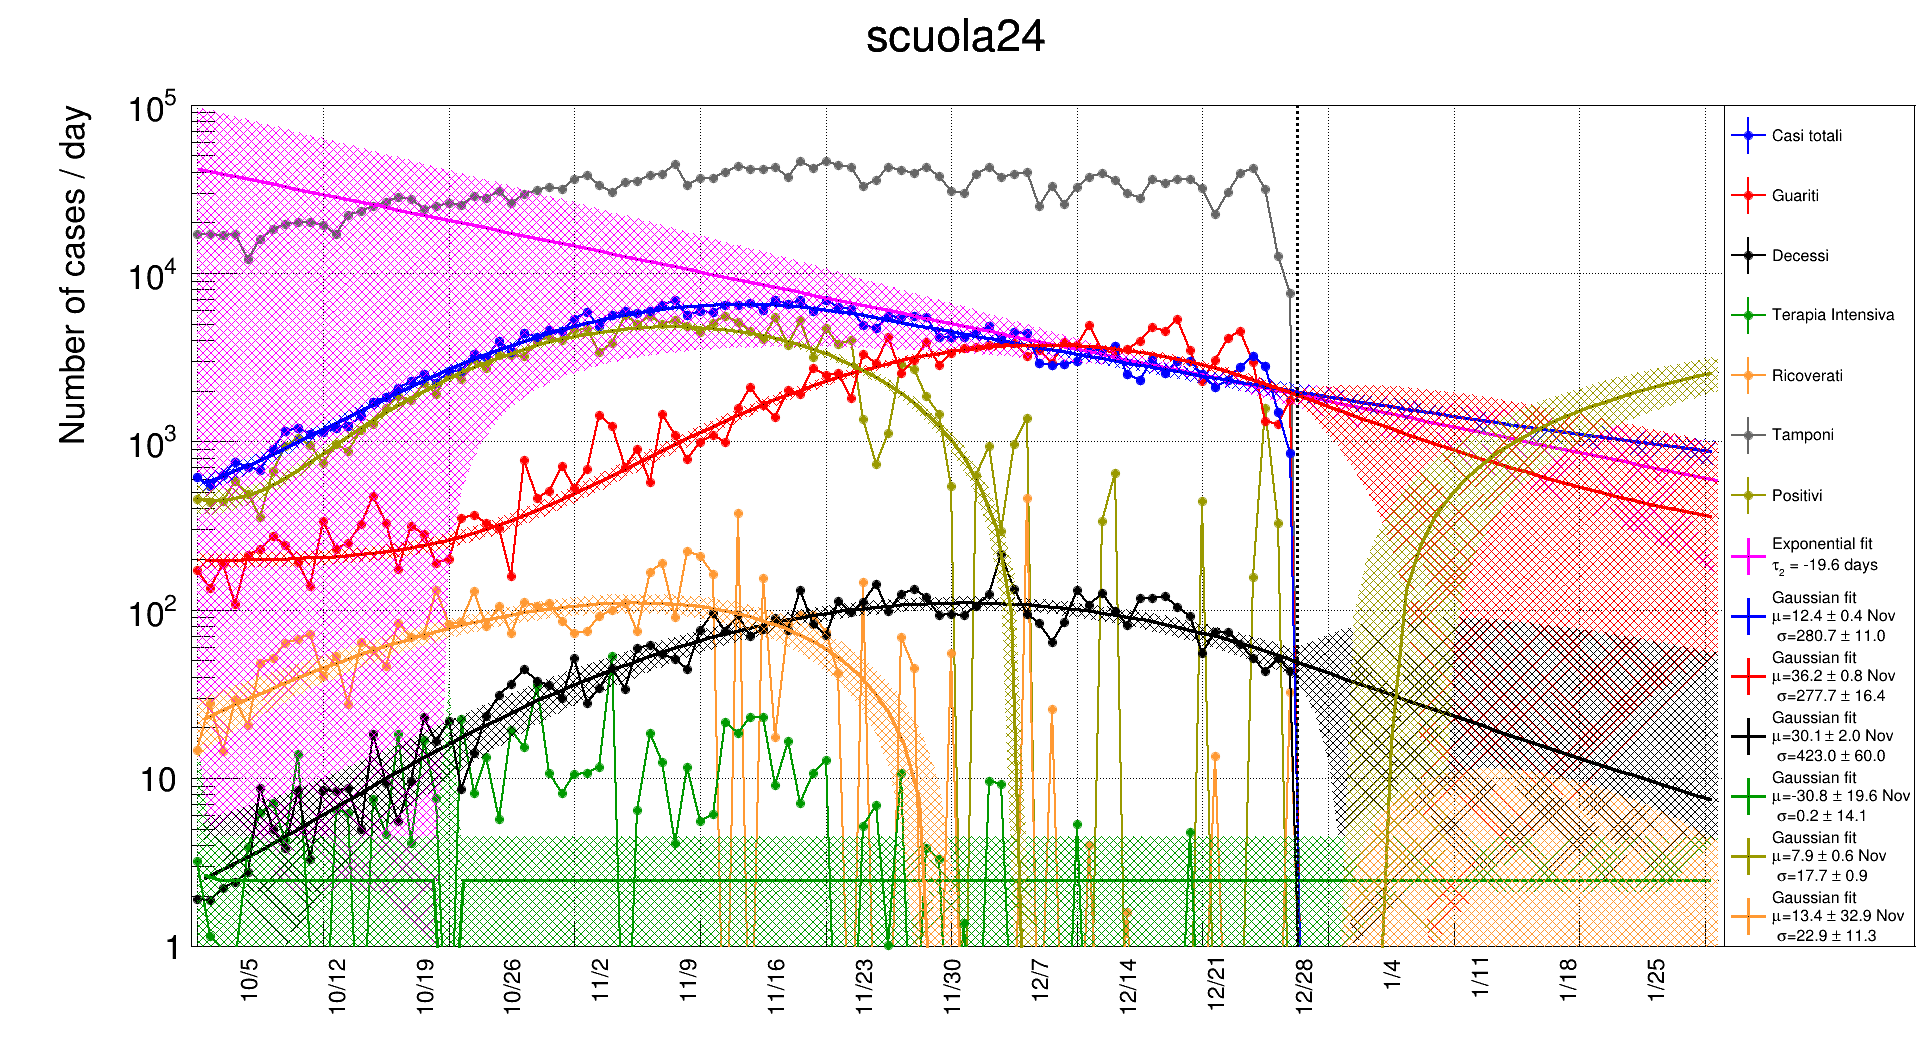 scuola24
Number of cases / day
10^5
10^4
10^3
10^2
10
1
10/5
10/12
10/19
10/26
11/2
11/9
11/16
11/23
11/30
12/7
12/14
12/21
12/28
1/4
1/11
1/18
1/25
Casi totali
Guariti
Decessi
Terapia Intensiva
Ricoverati
Tamponi
Positivi
Exponential fit
τ₂ = -19.6 days
Gaussian fit
μ=12.4 ± 0.4 Nov
σ=280.7 ± 11.0
Gaussian fit
μ=36.2 ± 0.8 Nov
σ=277.7 ± 16.4
Gaussian fit
μ=30.1 ± 2.0 Nov
σ=423.0 ± 60.0
Gaussian fit
μ=-30.8 ± 19.6 Nov
σ=0.2 ± 14.1
Gaussian fit
μ=7.9 ± 0.6 Nov
σ=17.7 ± 0.9
Gaussian fit
μ=13.4 ± 32.9 Nov
σ=22.9 ± 11.3